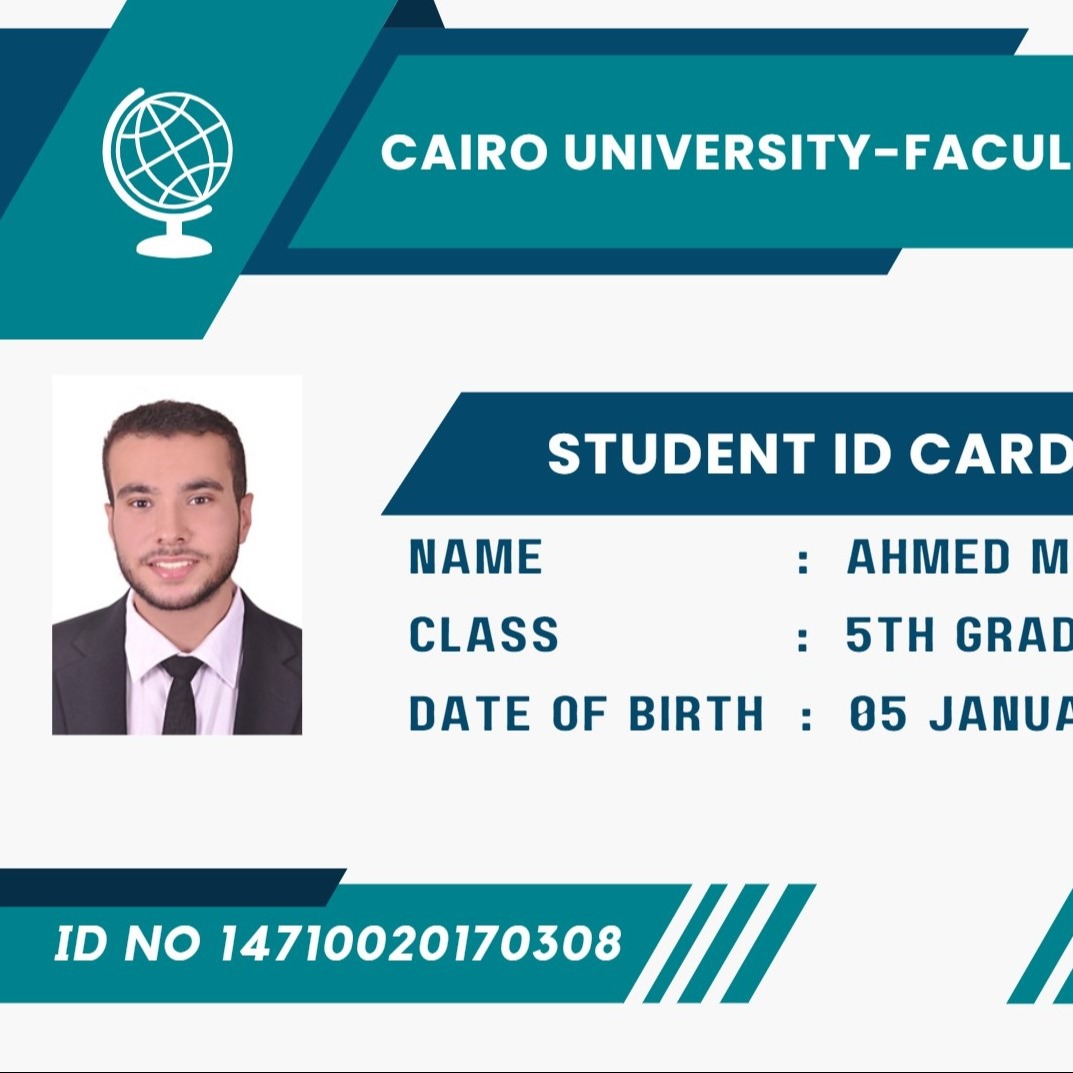 CAIRO UNIVERSITY-FACUL
STUDENT ID CARD
NAME : AHMED M
CLASS : 5TH GRAD
DATE OF BIRTH : 05 JANUA
ID NO 14710020170308